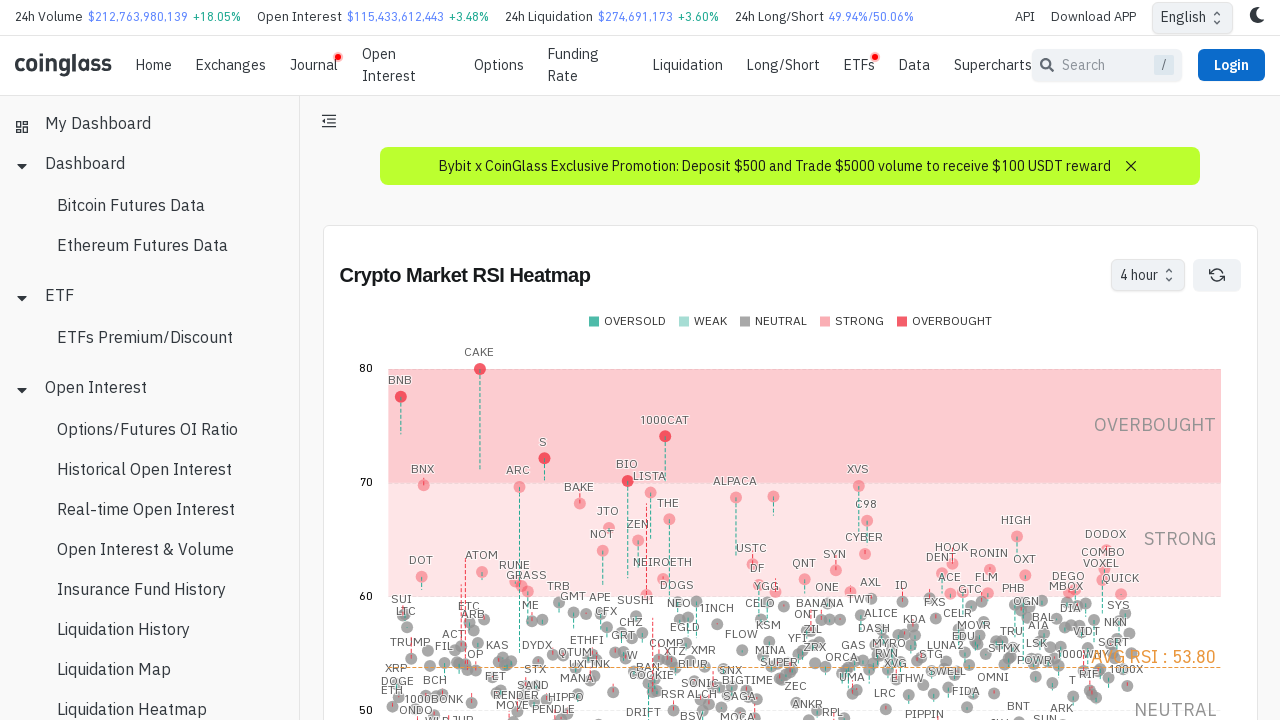 24h Volume $212,763,980,139 +18.05% Open Interest $115,433,612,443 +3.48% 24h Liquidation $274,691,173 +3.60% 24h Long/Short 49.94%/50.06% API Download APP English
coinglass Home Exchanges Journal Open Interest Options Funding Rate Liquidation Long/Short ETFs Data Supercharts Search / Login
My Dashboard
Dashboard
Bitcoin Futures Data
Ethereum Futures Data
ETF
ETFs Premium/Discount
Open Interest
Options/Futures OI Ratio
Historical Open Interest
Real-time Open Interest
Open Interest & Volume
Insurance Fund History
Liquidation History
Liquidation Map
Liquidation Heatmap
Bybit x CoinGlass Exclusive Promotion: Deposit $500 and Trade $5000 volume to receive $100 USDT reward
Crypto Market RSI Heatmap 4 hour
OVERSOLD WEAK NEUTRAL STRONG OVERBOUGHT
CAKE
80
BNB
1000CAT
OVERBOUGHT
S
BIO
BNX ARC LISTA XVS
70
BAKE ALPACA
THE C98
JTO
ZEN HIGH
NOT CYBER DODOX
STRONG
USTC HOOK
ATOM SYN RONIN COMBO
DOT NEIROETH QNT DENT OXT VOXEL
RUNE DF
GRASS ACE FLM DEGO QUICK
TRB DOGS YGG ONE AXL ID GTC PHB MBOX
60
SUI GMT APE SUSHI NEO CELO BANANA TWT FXS OGN SYS
LTC ETC ME CFX 1INCH ONT ALICE CELR DIA
ARB CHZ KSM KDA BAL NKN
EGLD DASH MOVR ATA
ACT GRT FLOW ZIL EDU TRU VIDT
TRUMP FIL KAS DYDX ETHFI COMP YFI GAS MYRO LUNA2 LSK SCRT
OP QTUM W XTZ XMR MINA ZRX RVN STG STMX 1000WHY
AVG RSI : 53.80
XRP FET STX UXLINK BAN BLUR SNX SUPER ORCA XVG SWELL POWR 1000X
DOGE BCH MANA COOKIE BIGTIME UMA ETHW OMNI T RIF
ETH 1000BONK RENDER SAND HIPPO RSR SONIC ALCH SAGA ZEC LRC FIDA
ONDO MOVE PENDLE DRIFT ANKR BNT ARK
50
JUP BSV MOCA RPL PIPPIN SUN
NEUTRAL